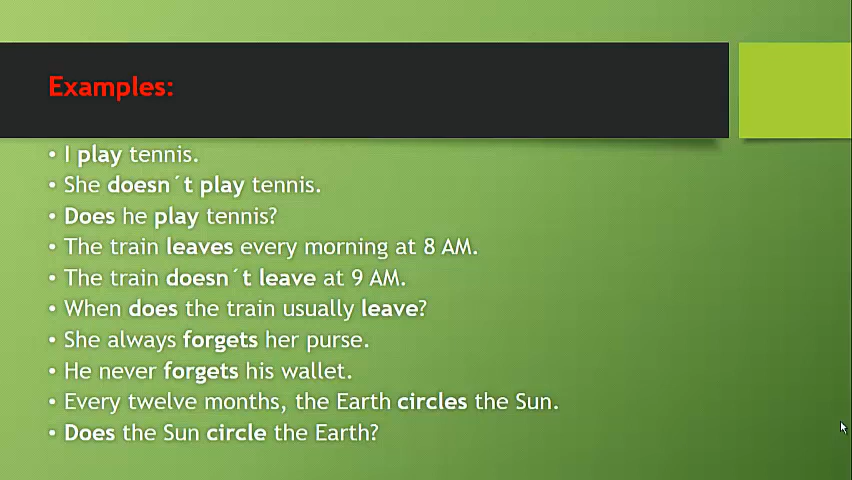 Examples:
• I play tennis.
• She doesn´t play tennis.
• Does he play tennis?
• The train leaves every morning at 8 AM.
• The train doesn´t leave at 9 AM.
• When does the train usually leave?
• She always forgets her purse.
• He never forgets his wallet.
• Every twelve months, the Earth circles the Sun.
• Does the Sun circle the Earth?